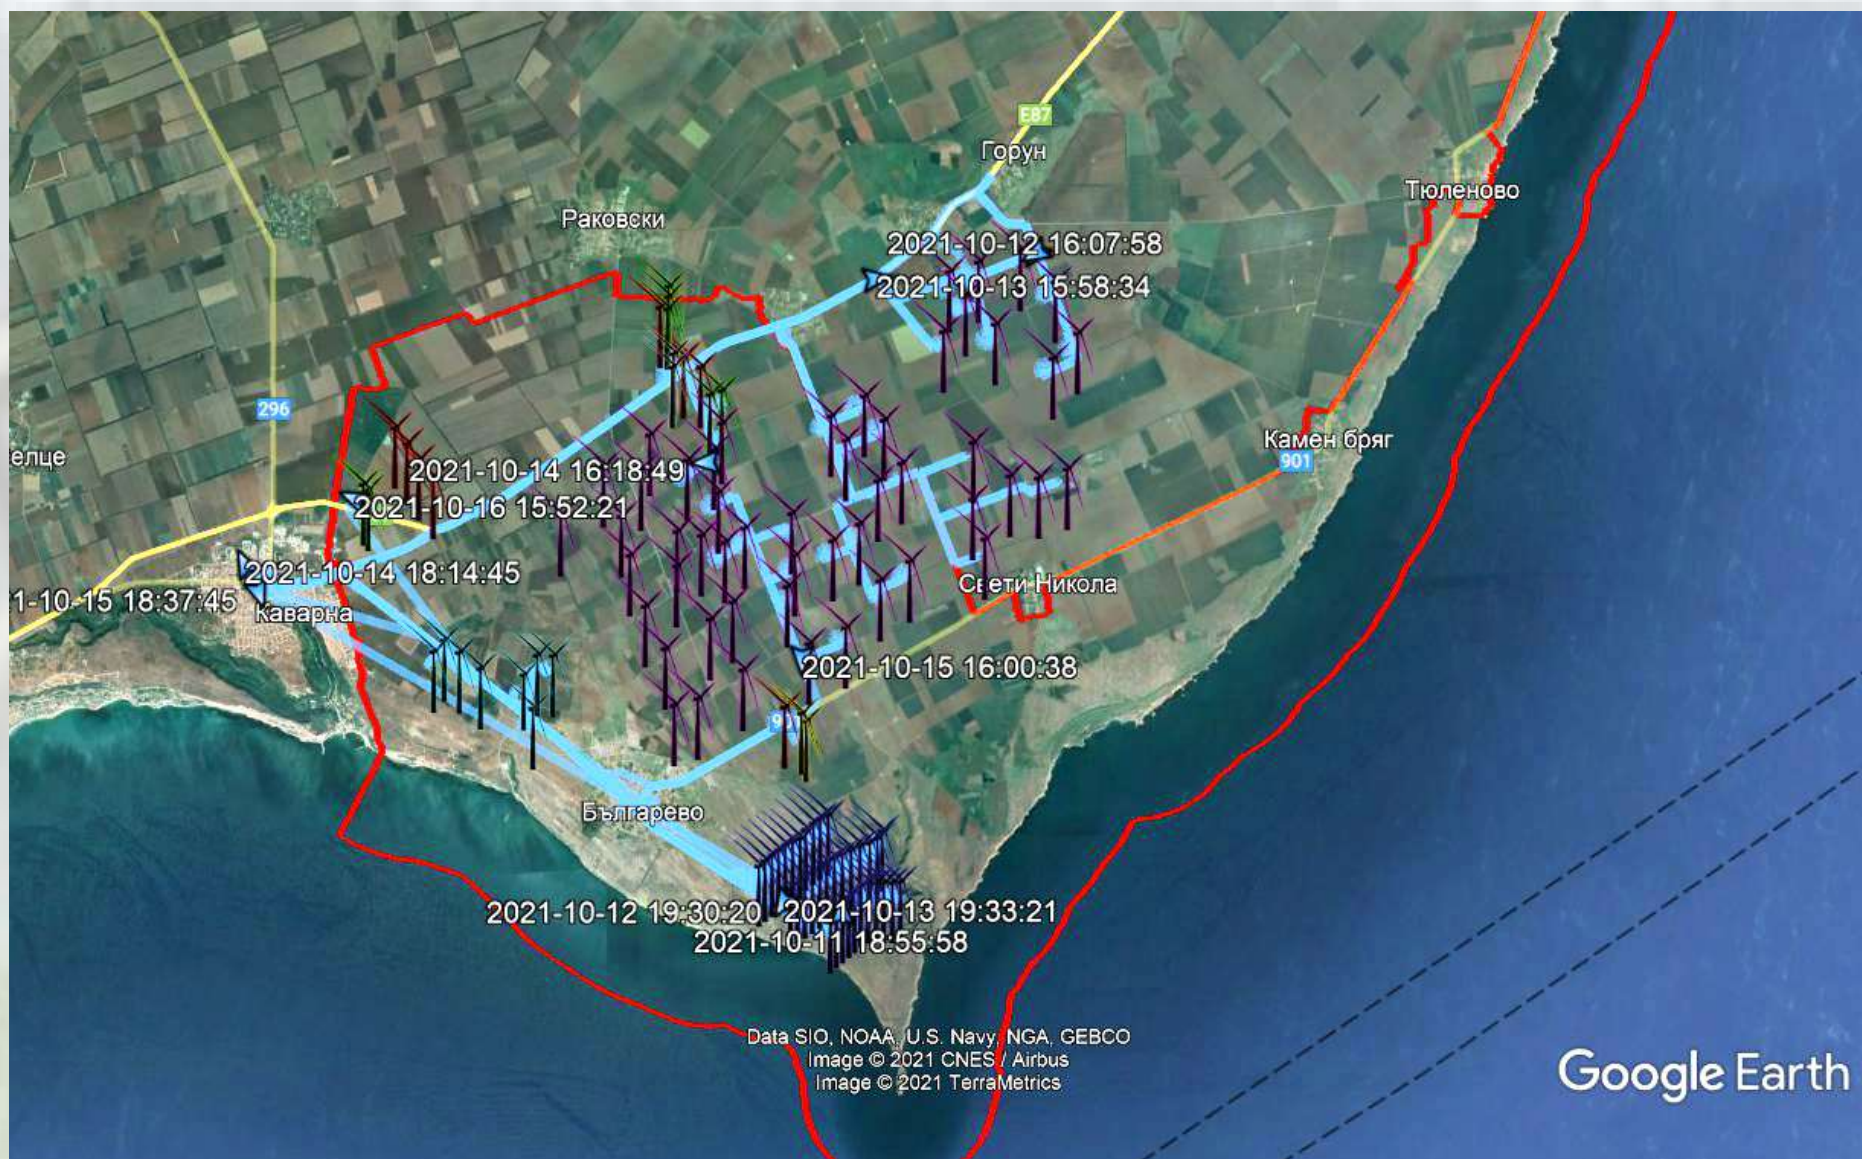 E87
Горун
Тюленово
Раковски
2021-10-12 16:07:58
2021-10-13 15:58:34
296
Камен бряг
901
елце
2021-10-14 16:18:49
2021-10-16 15:52:21
2021-10-14 18:14:45
Свети Никола
1-10-15 18:37:45
Каварна
2021-10-15 16:00:38
901
Българево
2021-10-12 19:30:20
2021-10-13 19:33:21
2021-10-11 18:55:58
Data SIO, NOAA, U.S. Navy, NGA, GEBCO
Image © 2021 CNES / Airbus
Image © 2021 TerraMetrics
Google Earth